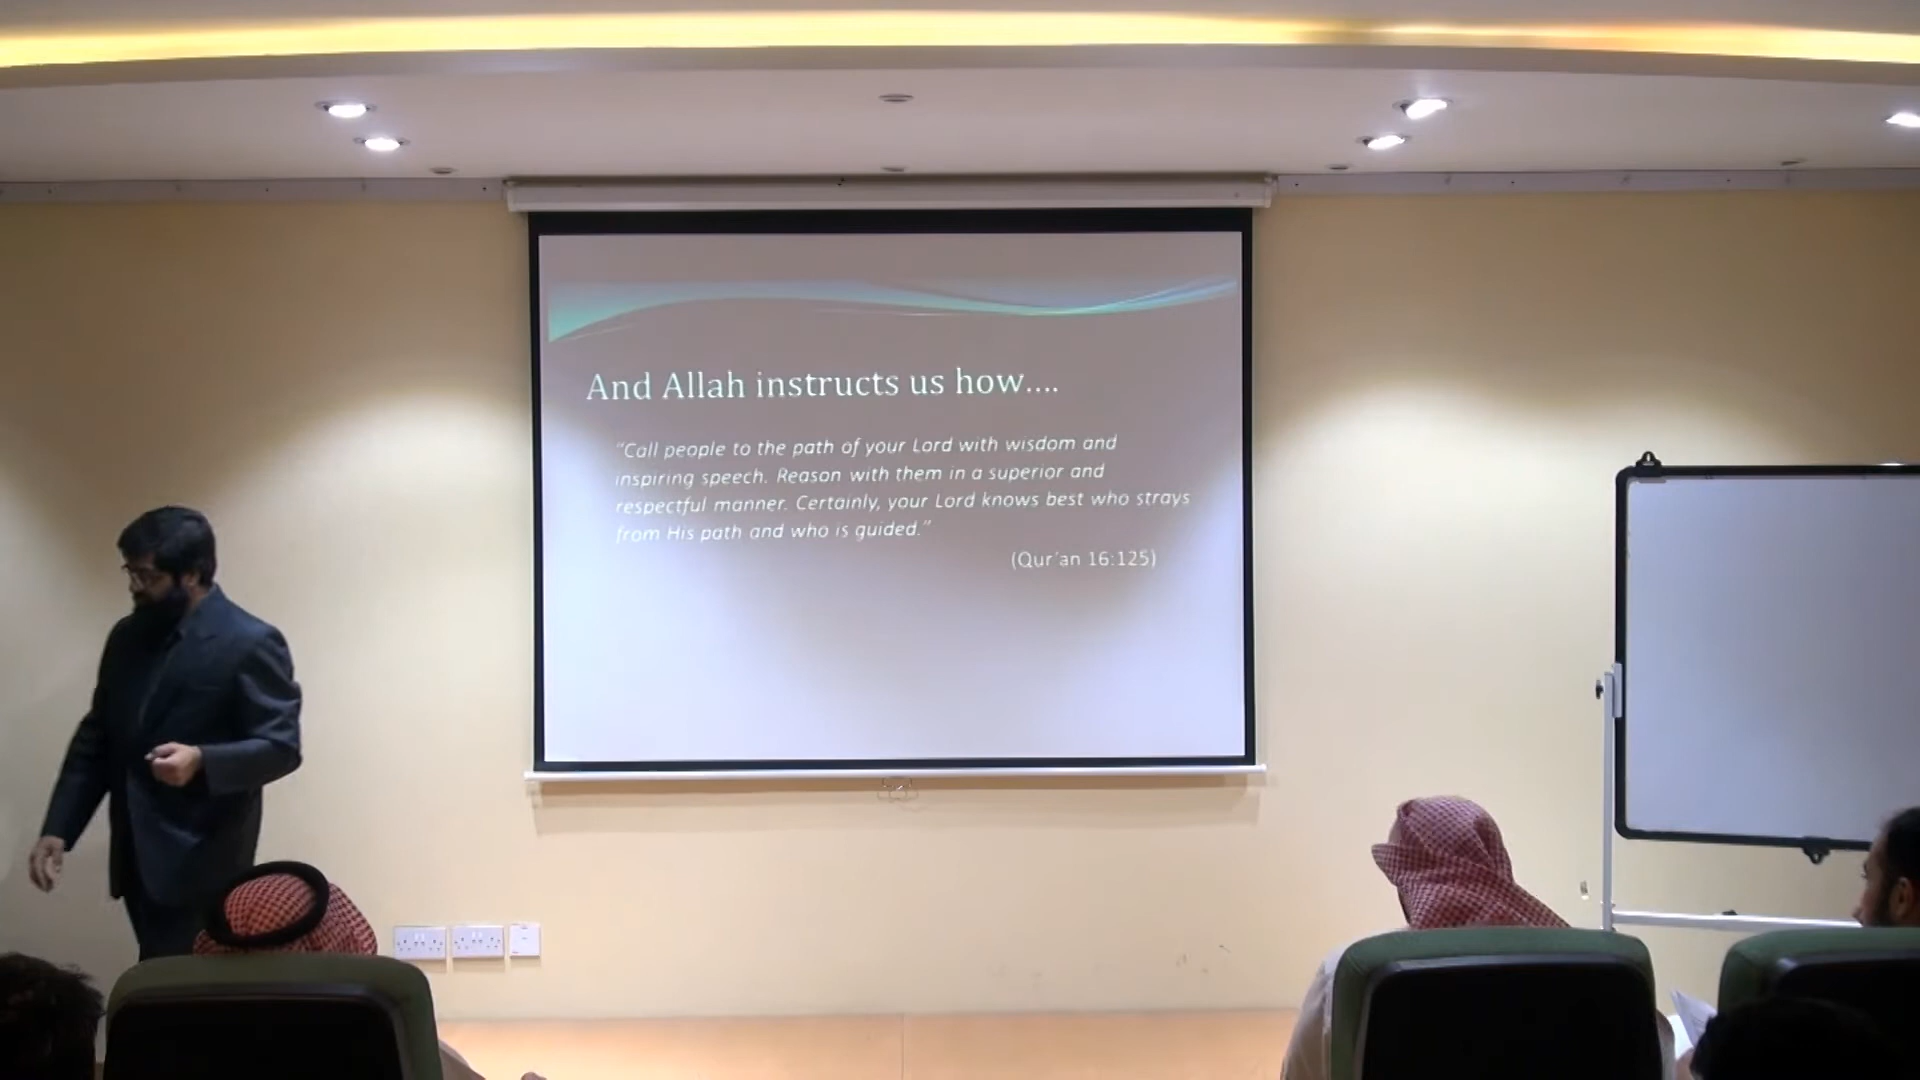 And Allah instructs us how....
“Call people to the path of your Lord with wisdom and
inspiring speech. Reason with them in a superior and
respectful manner. Certainly, your Lord knows best who strays
from His path and who is guided.”
(Qur’an 16:125)